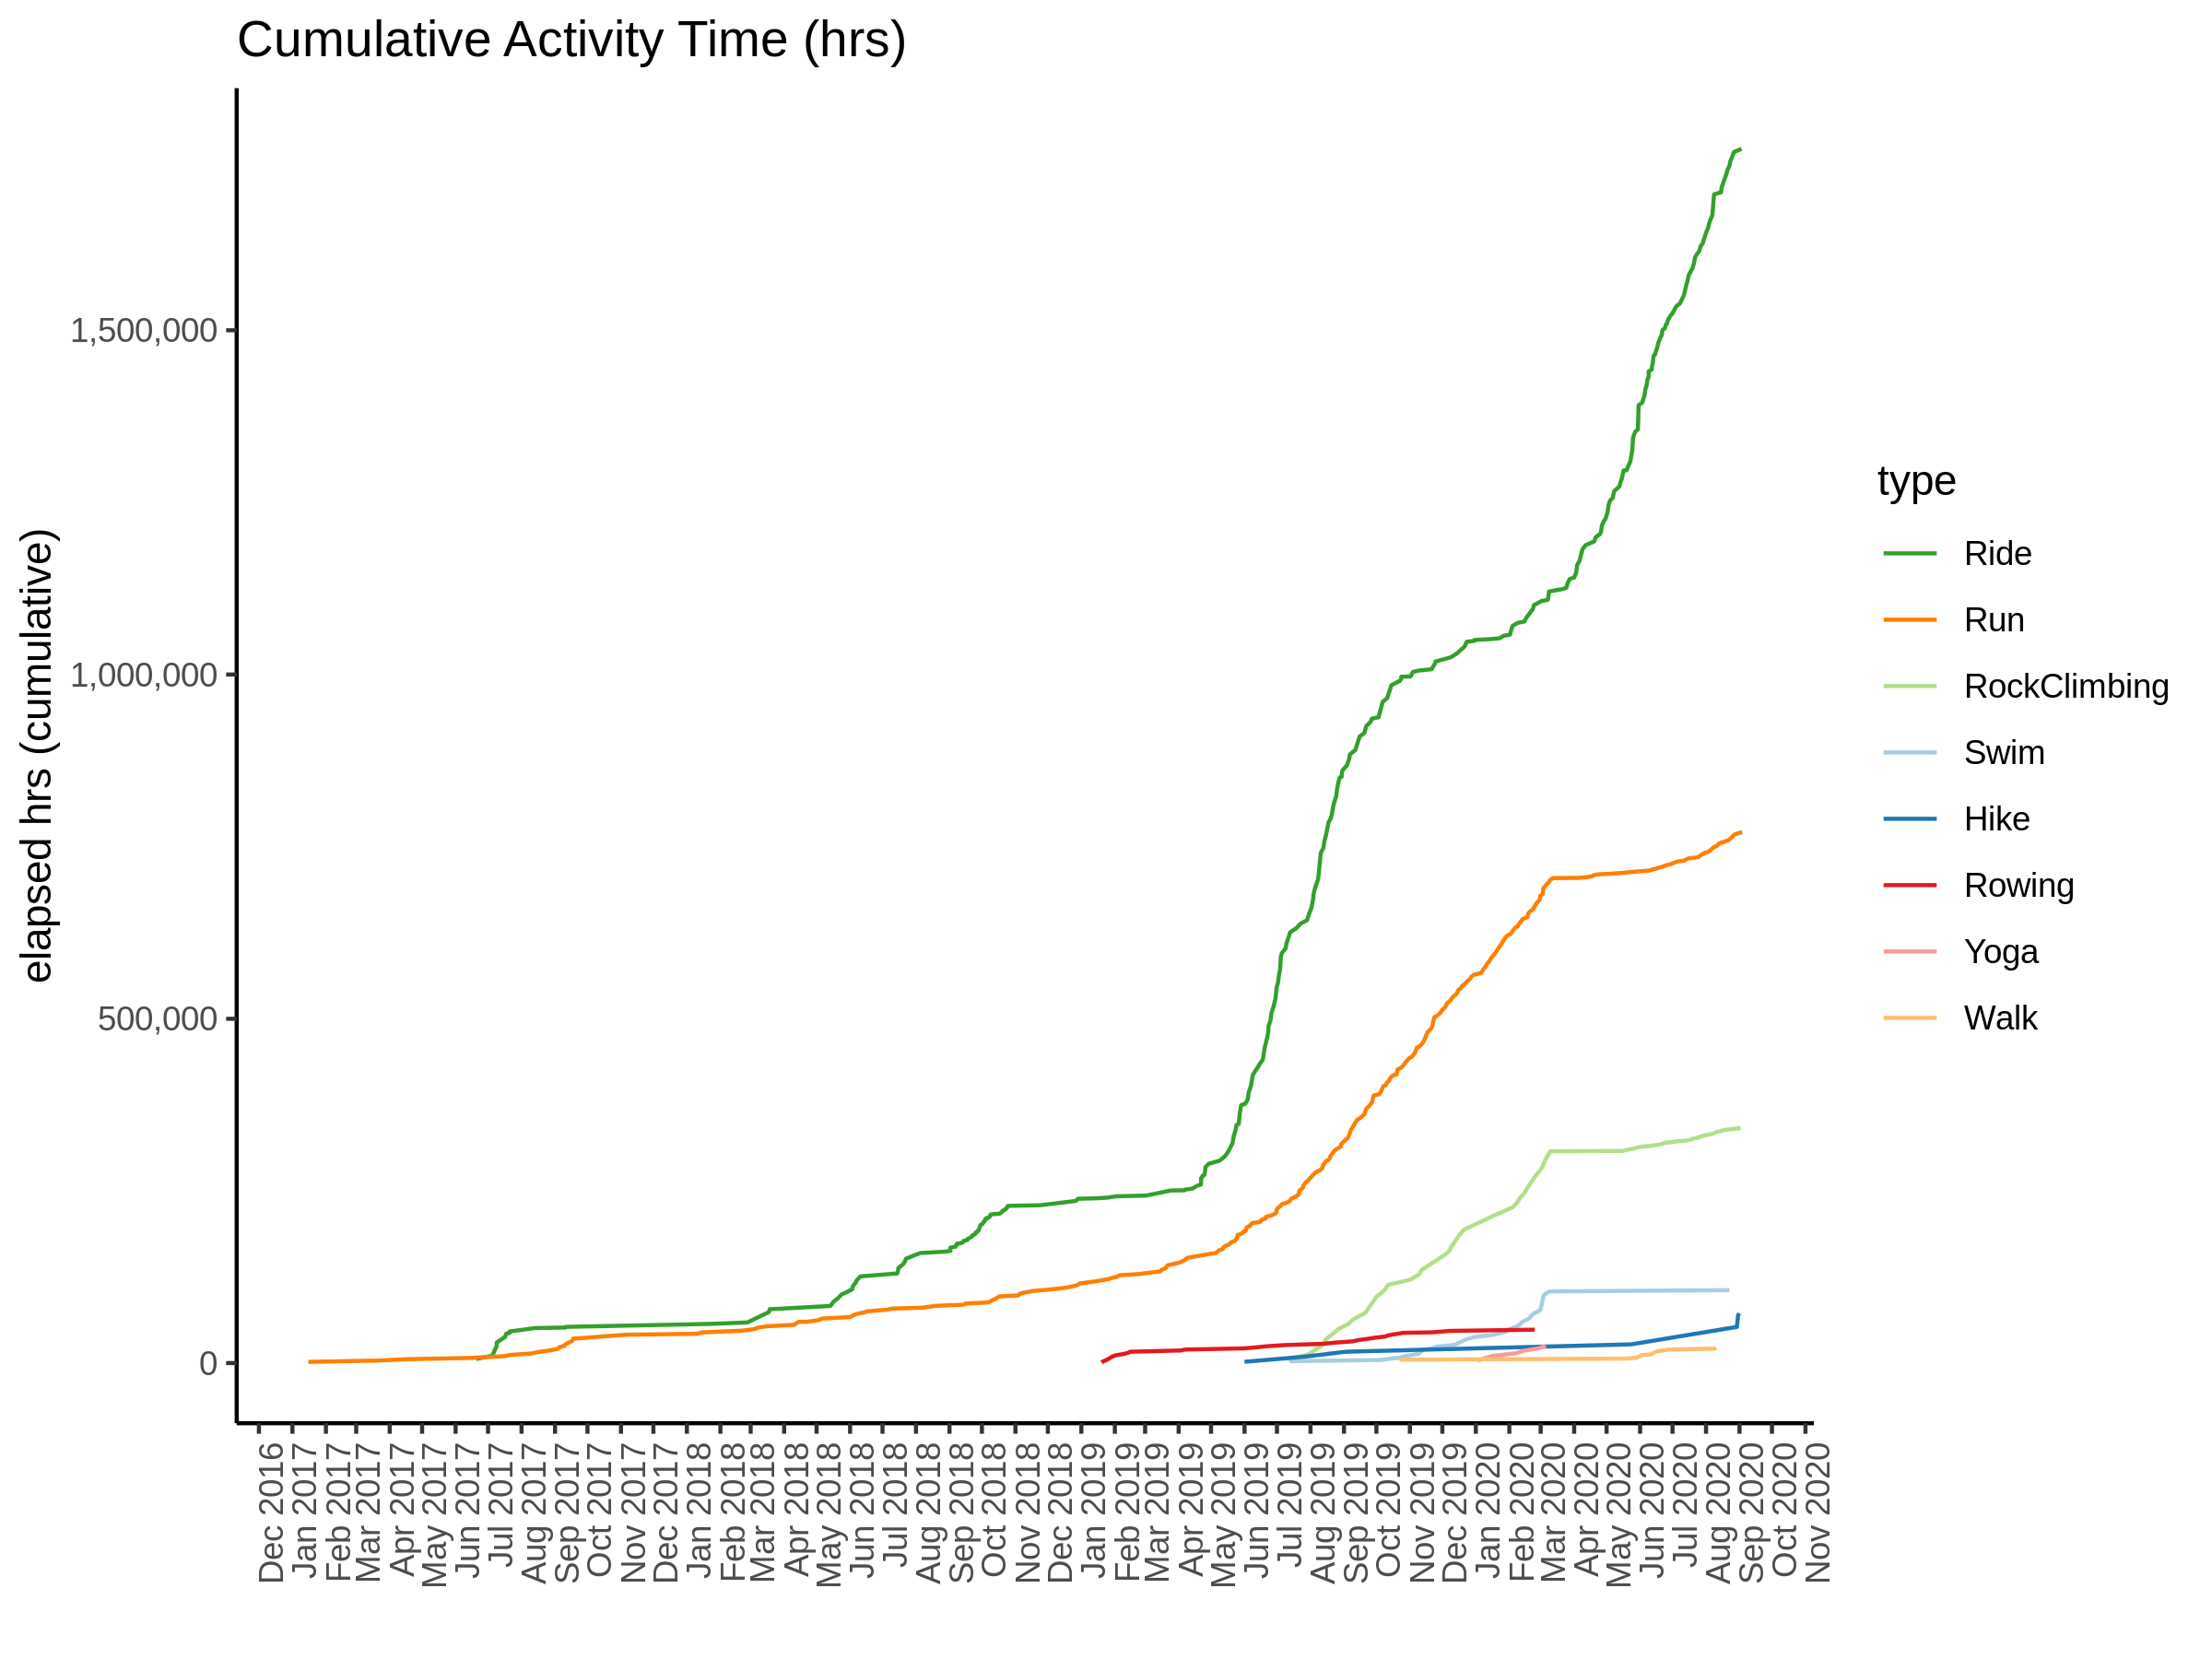 Cumulative Activity Time (hrs)
elapsed hrs (cumulative)
1,500,000
1,000,000
500,000
0
Dec 2016
Jan 2017
Feb 2017
Mar 2017
Apr 2017
May 2017
Jun 2017
Jul 2017
Aug 2017
Sep 2017
Oct 2017
Nov 2017
Dec 2017
Jan 2018
Feb 2018
Mar 2018
Apr 2018
May 2018
Jun 2018
Jul 2018
Aug 2018
Sep 2018
Oct 2018
Nov 2018
Dec 2018
Jan 2019
Feb 2019
Mar 2019
Apr 2019
May 2019
Jun 2019
Jul 2019
Aug 2019
Sep 2019
Oct 2019
Nov 2019
Dec 2019
Jan 2020
Feb 2020
Mar 2020
Apr 2020
May 2020
Jun 2020
Jul 2020
Aug 2020
Sep 2020
Oct 2020
Nov 2020
type
Ride
Run
RockClimbing
Swim
Hike
Rowing
Yoga
Walk